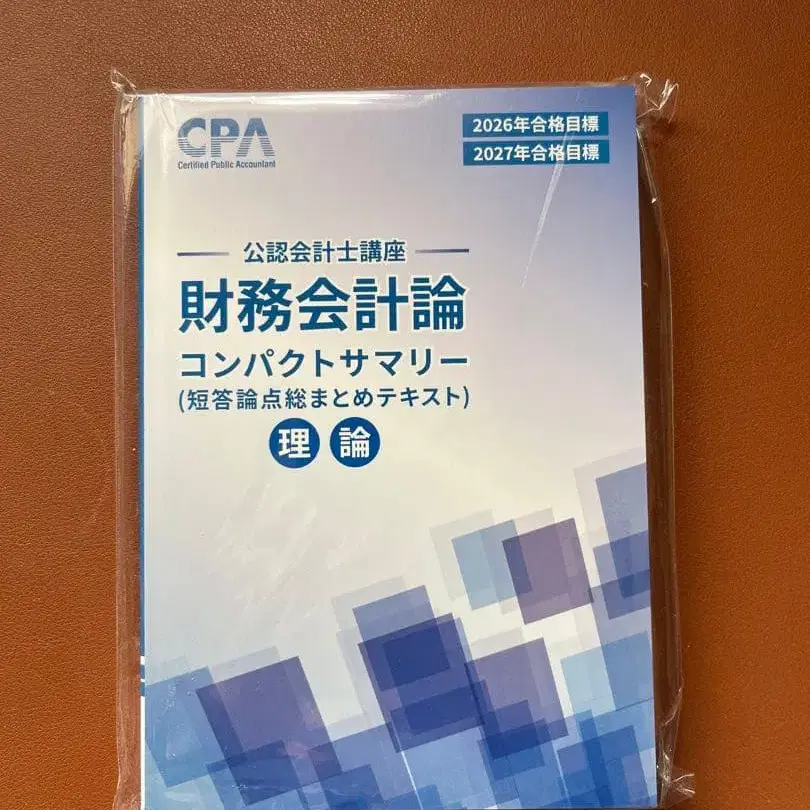 CPA
Certified Public Accountant
2026年合格目標
2027年合格目標
公認会計士講座
財務会計論
コンパクトサマリー
(短答論点総まとめテキスト)
理論